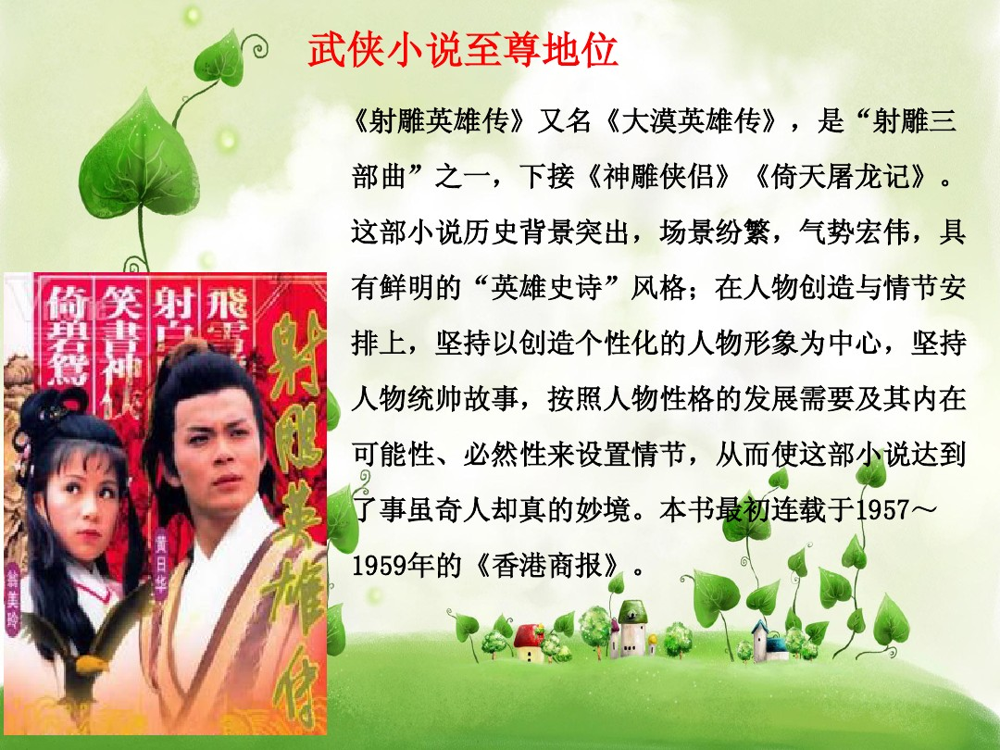 武侠小说至尊地位
《射雕英雄传》又名《大漠英雄传》，是“射雕三
部曲”之一，下接《神雕侠侣》《倚天屠龙记》。
这部小说历史背景突出，场景纷繁，气势宏伟，具
有鲜明的“英雄史诗”风格；在人物创造与情节安
排上，坚持以创造个性化的人物形象为中心，坚持
人物统帅故事，按照人物性格的发展需要及其内在
可能性、必然性来设置情节，从而使这部小说达到
了事虽奇人却真的妙境。本书最初连载于1957～
1959年的《香港商报》。
飛雪
射白
笑書神俠
倚碧鴛
射雕英雄传
黄日华
翁美玲